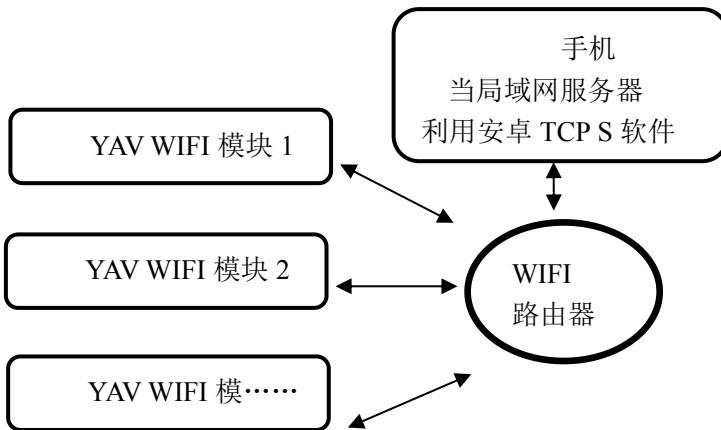 手机
当局域网服务器
利用安卓 TCP S 软件
YAV WIFI 模块 1
YAV WIFI 模块 2
YAV WIFI 模……
WIFI
路由器